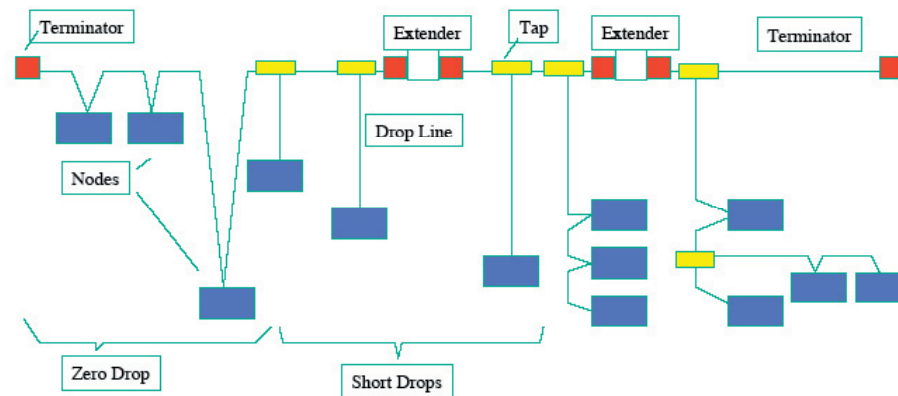 Terminator
Extender
Tap
Extender
Terminator
Drop Line
Nodes
Zero Drop
Short Drops